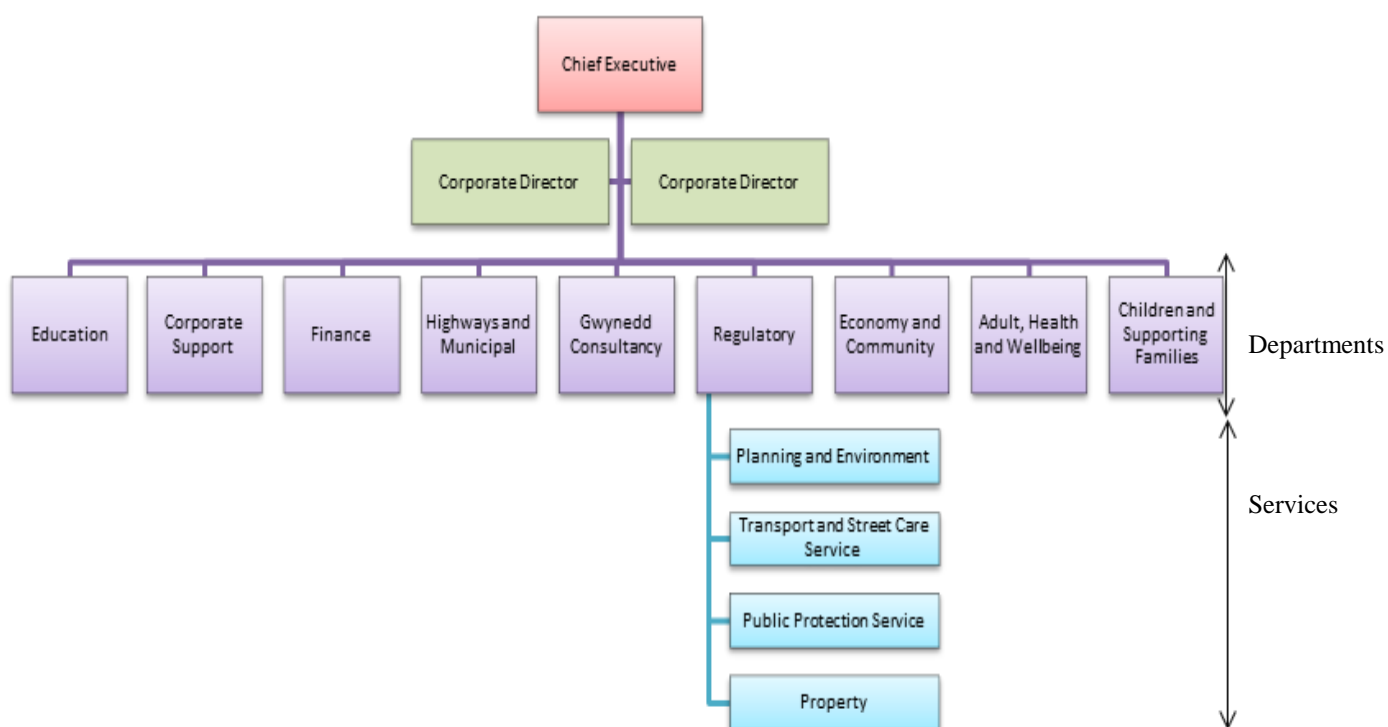 Chief Executive
Corporate Director
Corporate Director
Education
Corporate
Support
Finance
Highways and
Municipal
Gwynedd
Consultancy
Regulatory
Economy and
Community
Adult, Health
and Wellbeing
Children and
Supporting
Families
Departments
Planning and Environment
Transport and Street Care
Service
Public Protection Service
Property
Services